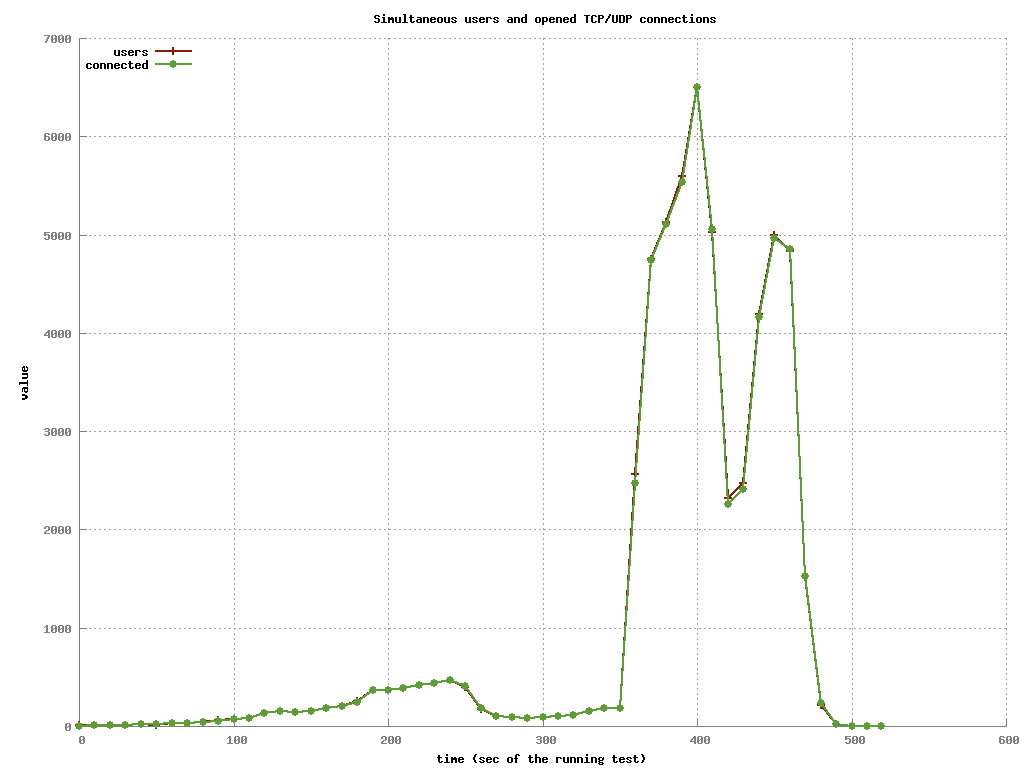 Simultaneous users and opened TCP/UDP connections
7000
users
connected
6000
5000
4000
value
3000
2000
1000
0
0 100 200 300 400 500 600
time (sec of the running test)